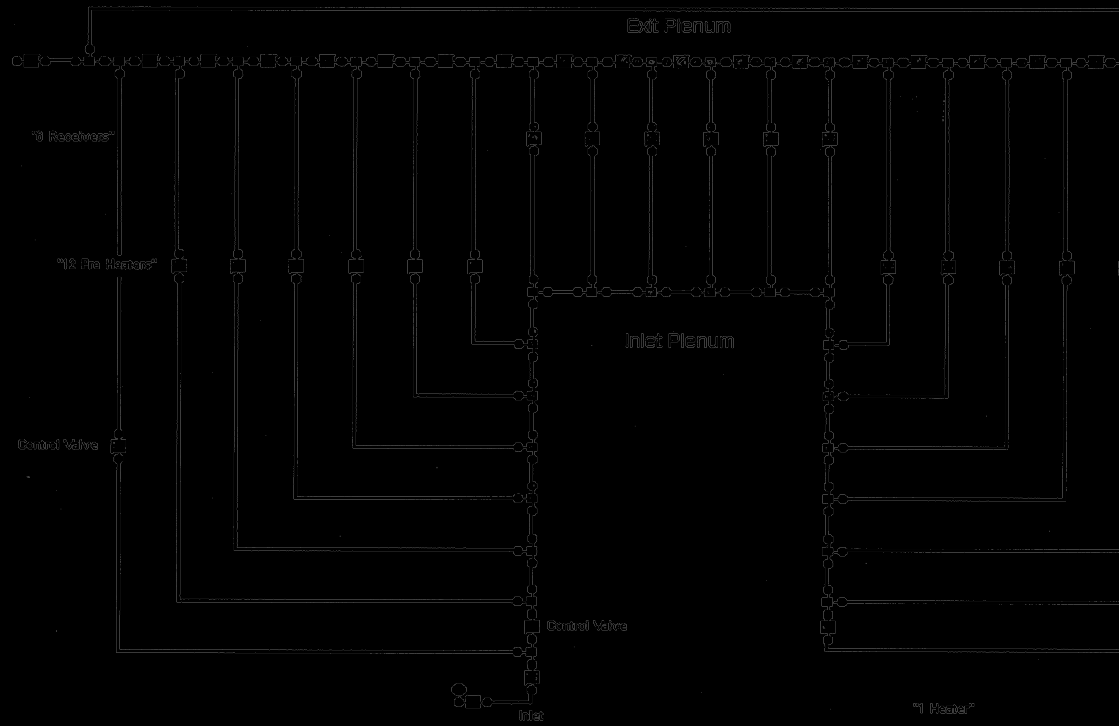 Exit Plenum
"6 Receivers"
"12 Pre Heaters"
Inlet Plenum
Control Valve
Control Valve
"1 Heater"
Inlet